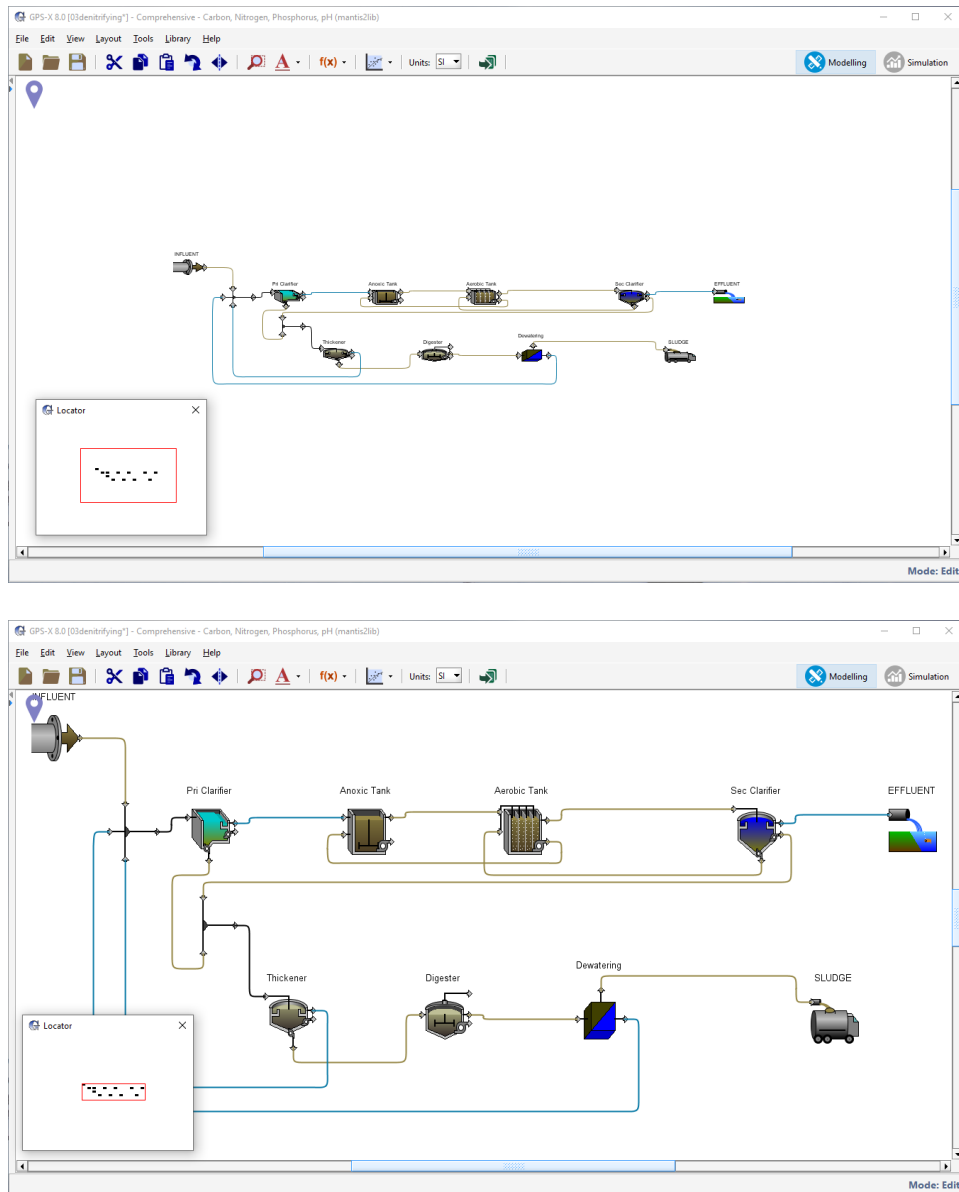 GPS-X 8.0 [03denitrifying*] - Comprehensive - Carbon, Nitrogen, Phosphorus, pH (mantis2lib)
File Edit View Layout Tools Library Help
A f(x) Units: SI Modelling Simulation
INFLUENT
Pri Clarifier Anoxic Tank Aerobic Tank Sec Clarifier EFFLUENT
Thickener Digester Dewatering SLUDGE
Locator
Mode: Edit
GPS-X 8.0 [03denitrifying*] - Comprehensive - Carbon, Nitrogen, Phosphorus, pH (mantis2lib)
File Edit View Layout Tools Library Help
A f(x) Units: SI Modelling Simulation
INFLUENT
Pri Clarifier Anoxic Tank Aerobic Tank Sec Clarifier EFFLUENT
Thickener Digester Dewatering SLUDGE
Locator
Mode: Edit